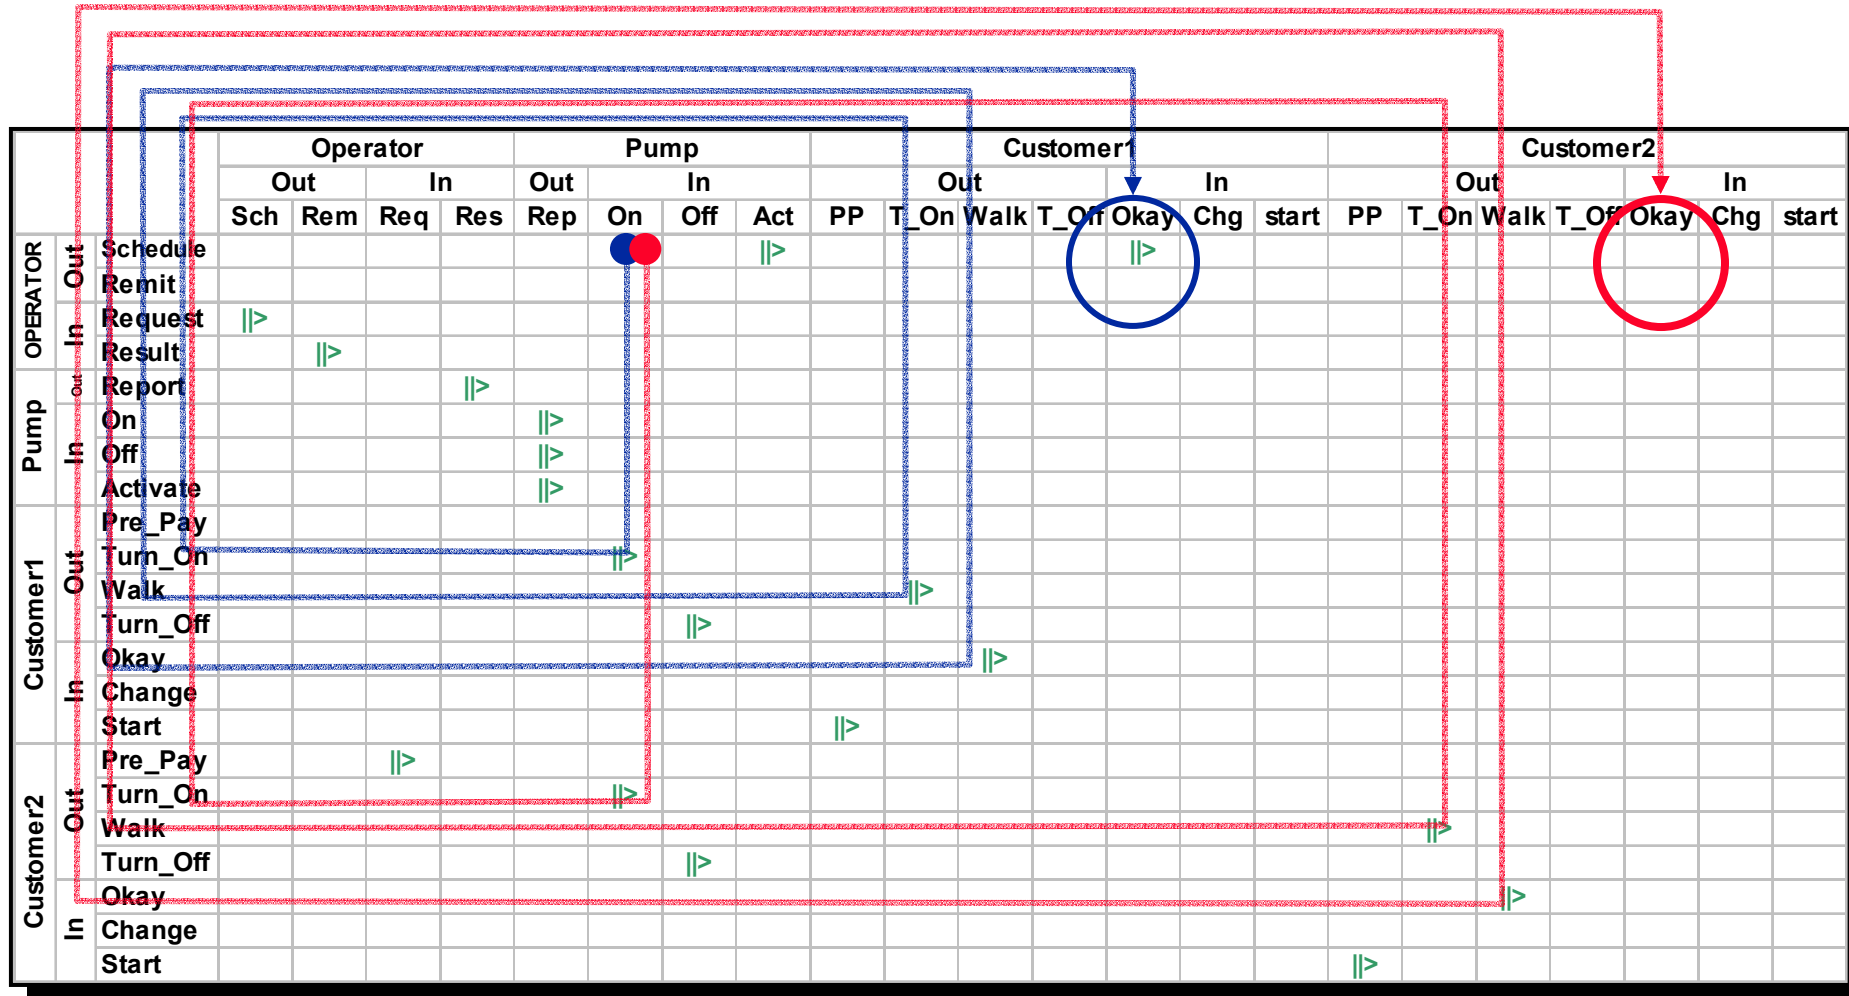 Operator Pump Customer1 Customer2
Out In Out In Out In Out In
Sch Rem Req Res Rep On Off Act PP T_On Walk T_Off Okay Chg start PP T_On Walk T_Off Okay Chg start
OPERATOR Out Schedule ||> ||>
Remit
In Request ||>
Result ||>
Pump Out Report ||>
In On ||>
Off ||>
Activate ||>
Customer1 Out Pre_Pay
Turn_On ||>
Walk ||>
Turn_Off ||>
In Okay ||>
Change
Start ||>
Customer2 Out Pre_Pay ||>
Turn_On ||>
Walk ||>
Turn_Off ||>
In Okay ||>
Change
Start ||>